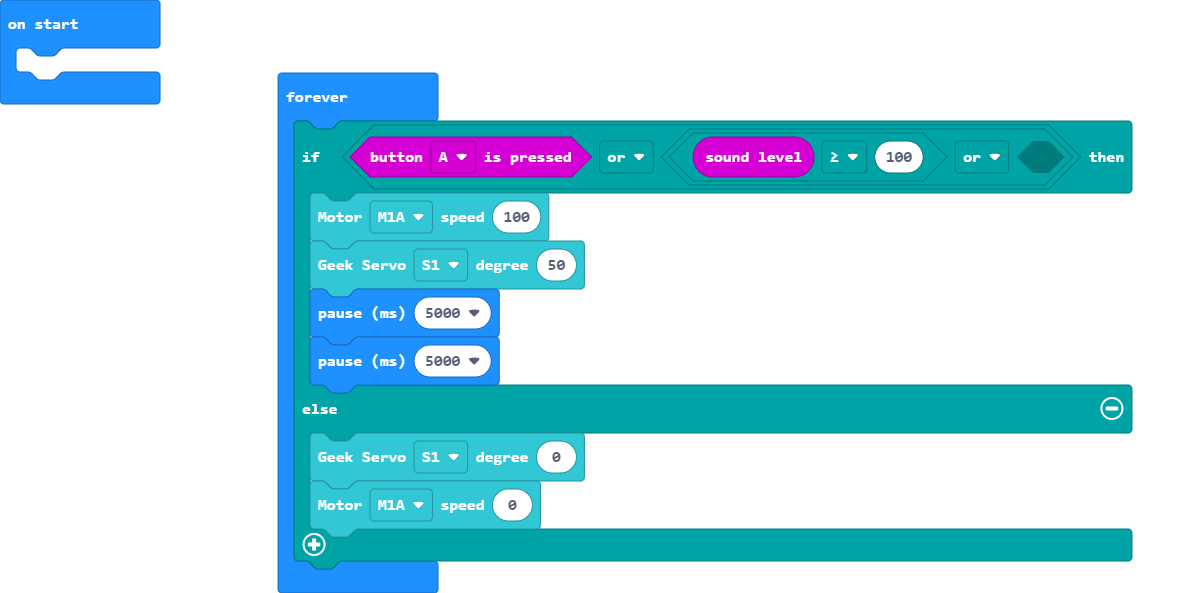 on start
forever
if button A is pressed or sound level ≥ 100 or then
Motor M1A speed 100
Geek Servo S1 degree 50
pause (ms) 5000
pause (ms) 5000
else
Geek Servo S1 degree 0
Motor M1A speed 0